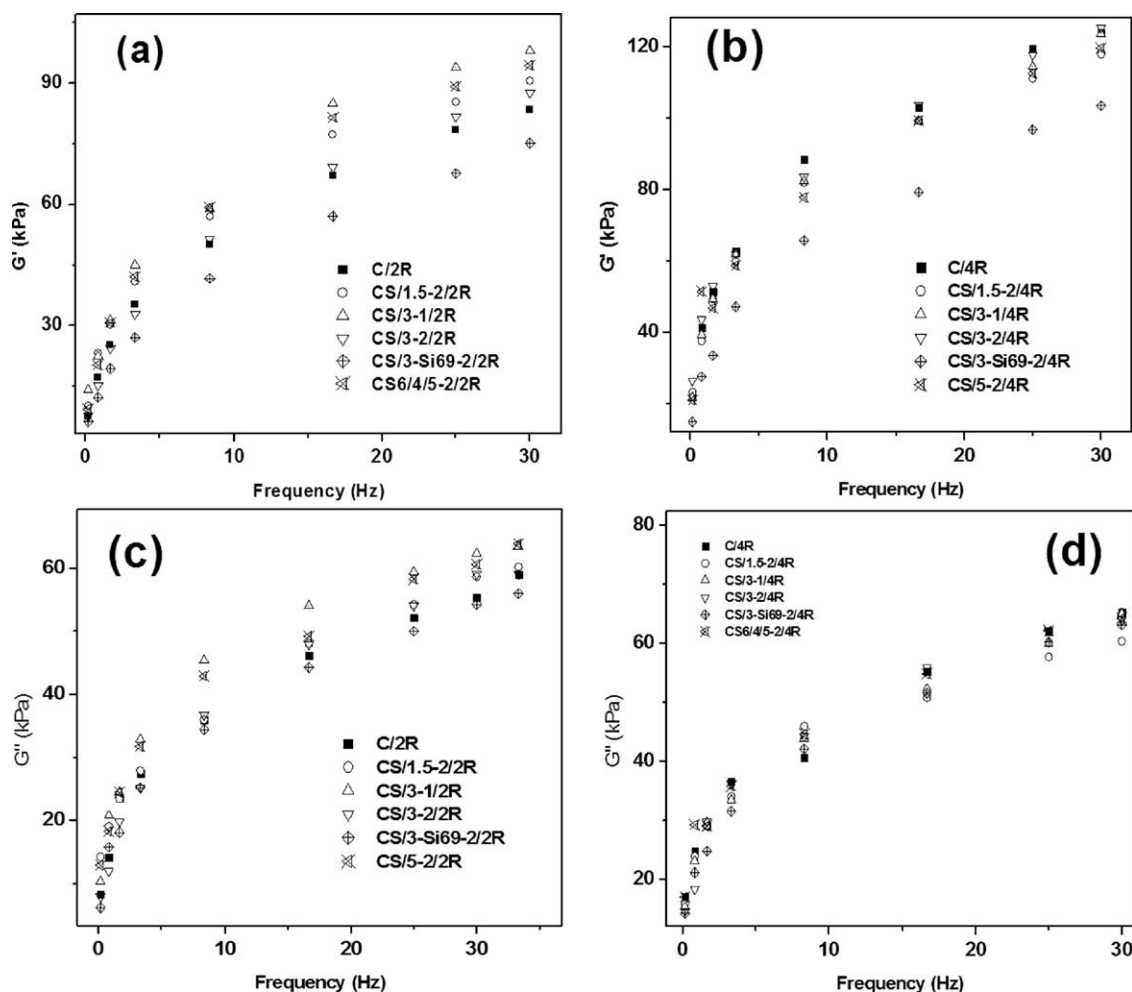 (a)
90
60
30
G' (kPa)
C/2R
CS/1.5-2/2R
CS/3-1/2R
CS/3-2/2R
CS/3-Si69-2/2R
CS6/4/5-2/2R
0
10
20
30
Frequency (Hz)
(b)
120
80
40
G' (kPa)
C/4R
CS/1.5-2/4R
CS/3-1/4R
CS/3-2/4R
CS/3-Si69-2/4R
CS/5-2/4R
0
10
20
30
Frequency (Hz)
(c)
60
40
20
G'' (kPa)
C/2R
CS/1.5-2/2R
CS/3-1/2R
CS/3-2/2R
CS/3-Si69-2/2R
CS/5-2/2R
0
10
20
30
Frequency (Hz)
(d)
80
60
40
20
G'' (kPa)
C/4R
CS/1.5-2/4R
CS/3-1/4R
CS/3-2/4R
CS/3-Si69-2/4R
CS6/4/5-2/4R
0
10
20
30
Frequency (Hz)